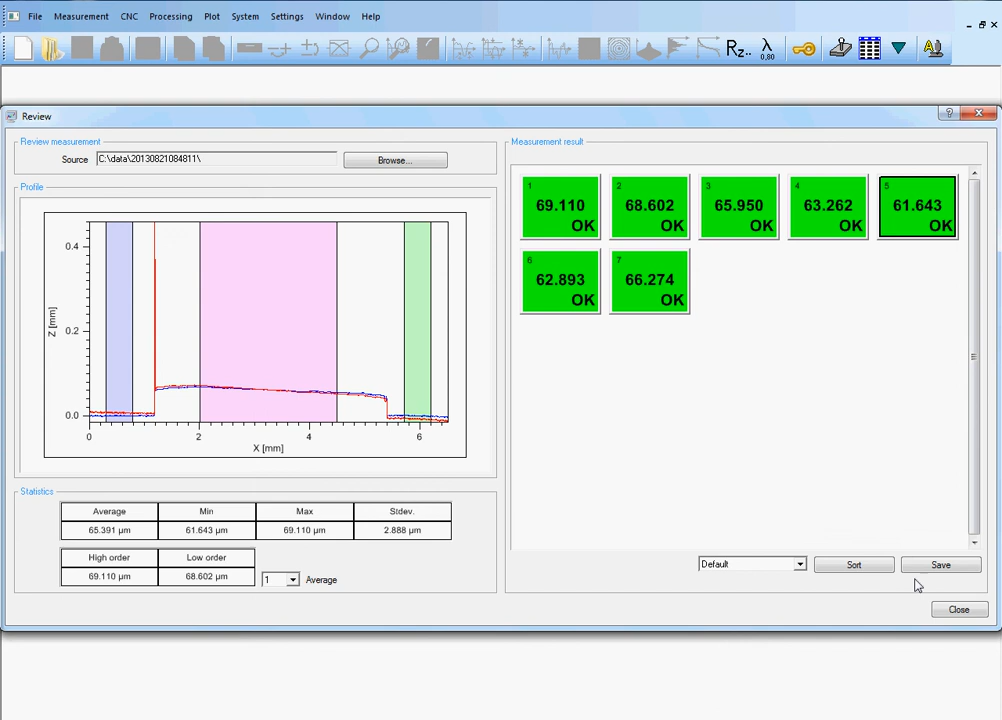 File Measurement CNC Processing Plot System Settings Window Help
Rz.. λ 0,80
Review
Review measurement
Source C:\data\20130821084811\ Browse...
Profile
0.4
0.2
0.0
Z [mm]
0 2 4 6
X [mm]
Statistics
Average Min Max Stdev.
65.391 µm 61.643 µm 69.110 µm 2.888 µm
High order Low order
69.110 µm 68.602 µm 1 Average
Measurement result
1 2 3 4 5
69.110 68.602 65.950 63.262 61.643
OK OK OK OK OK
6 7
62.893 66.274
OK OK
Default Sort Save
Close